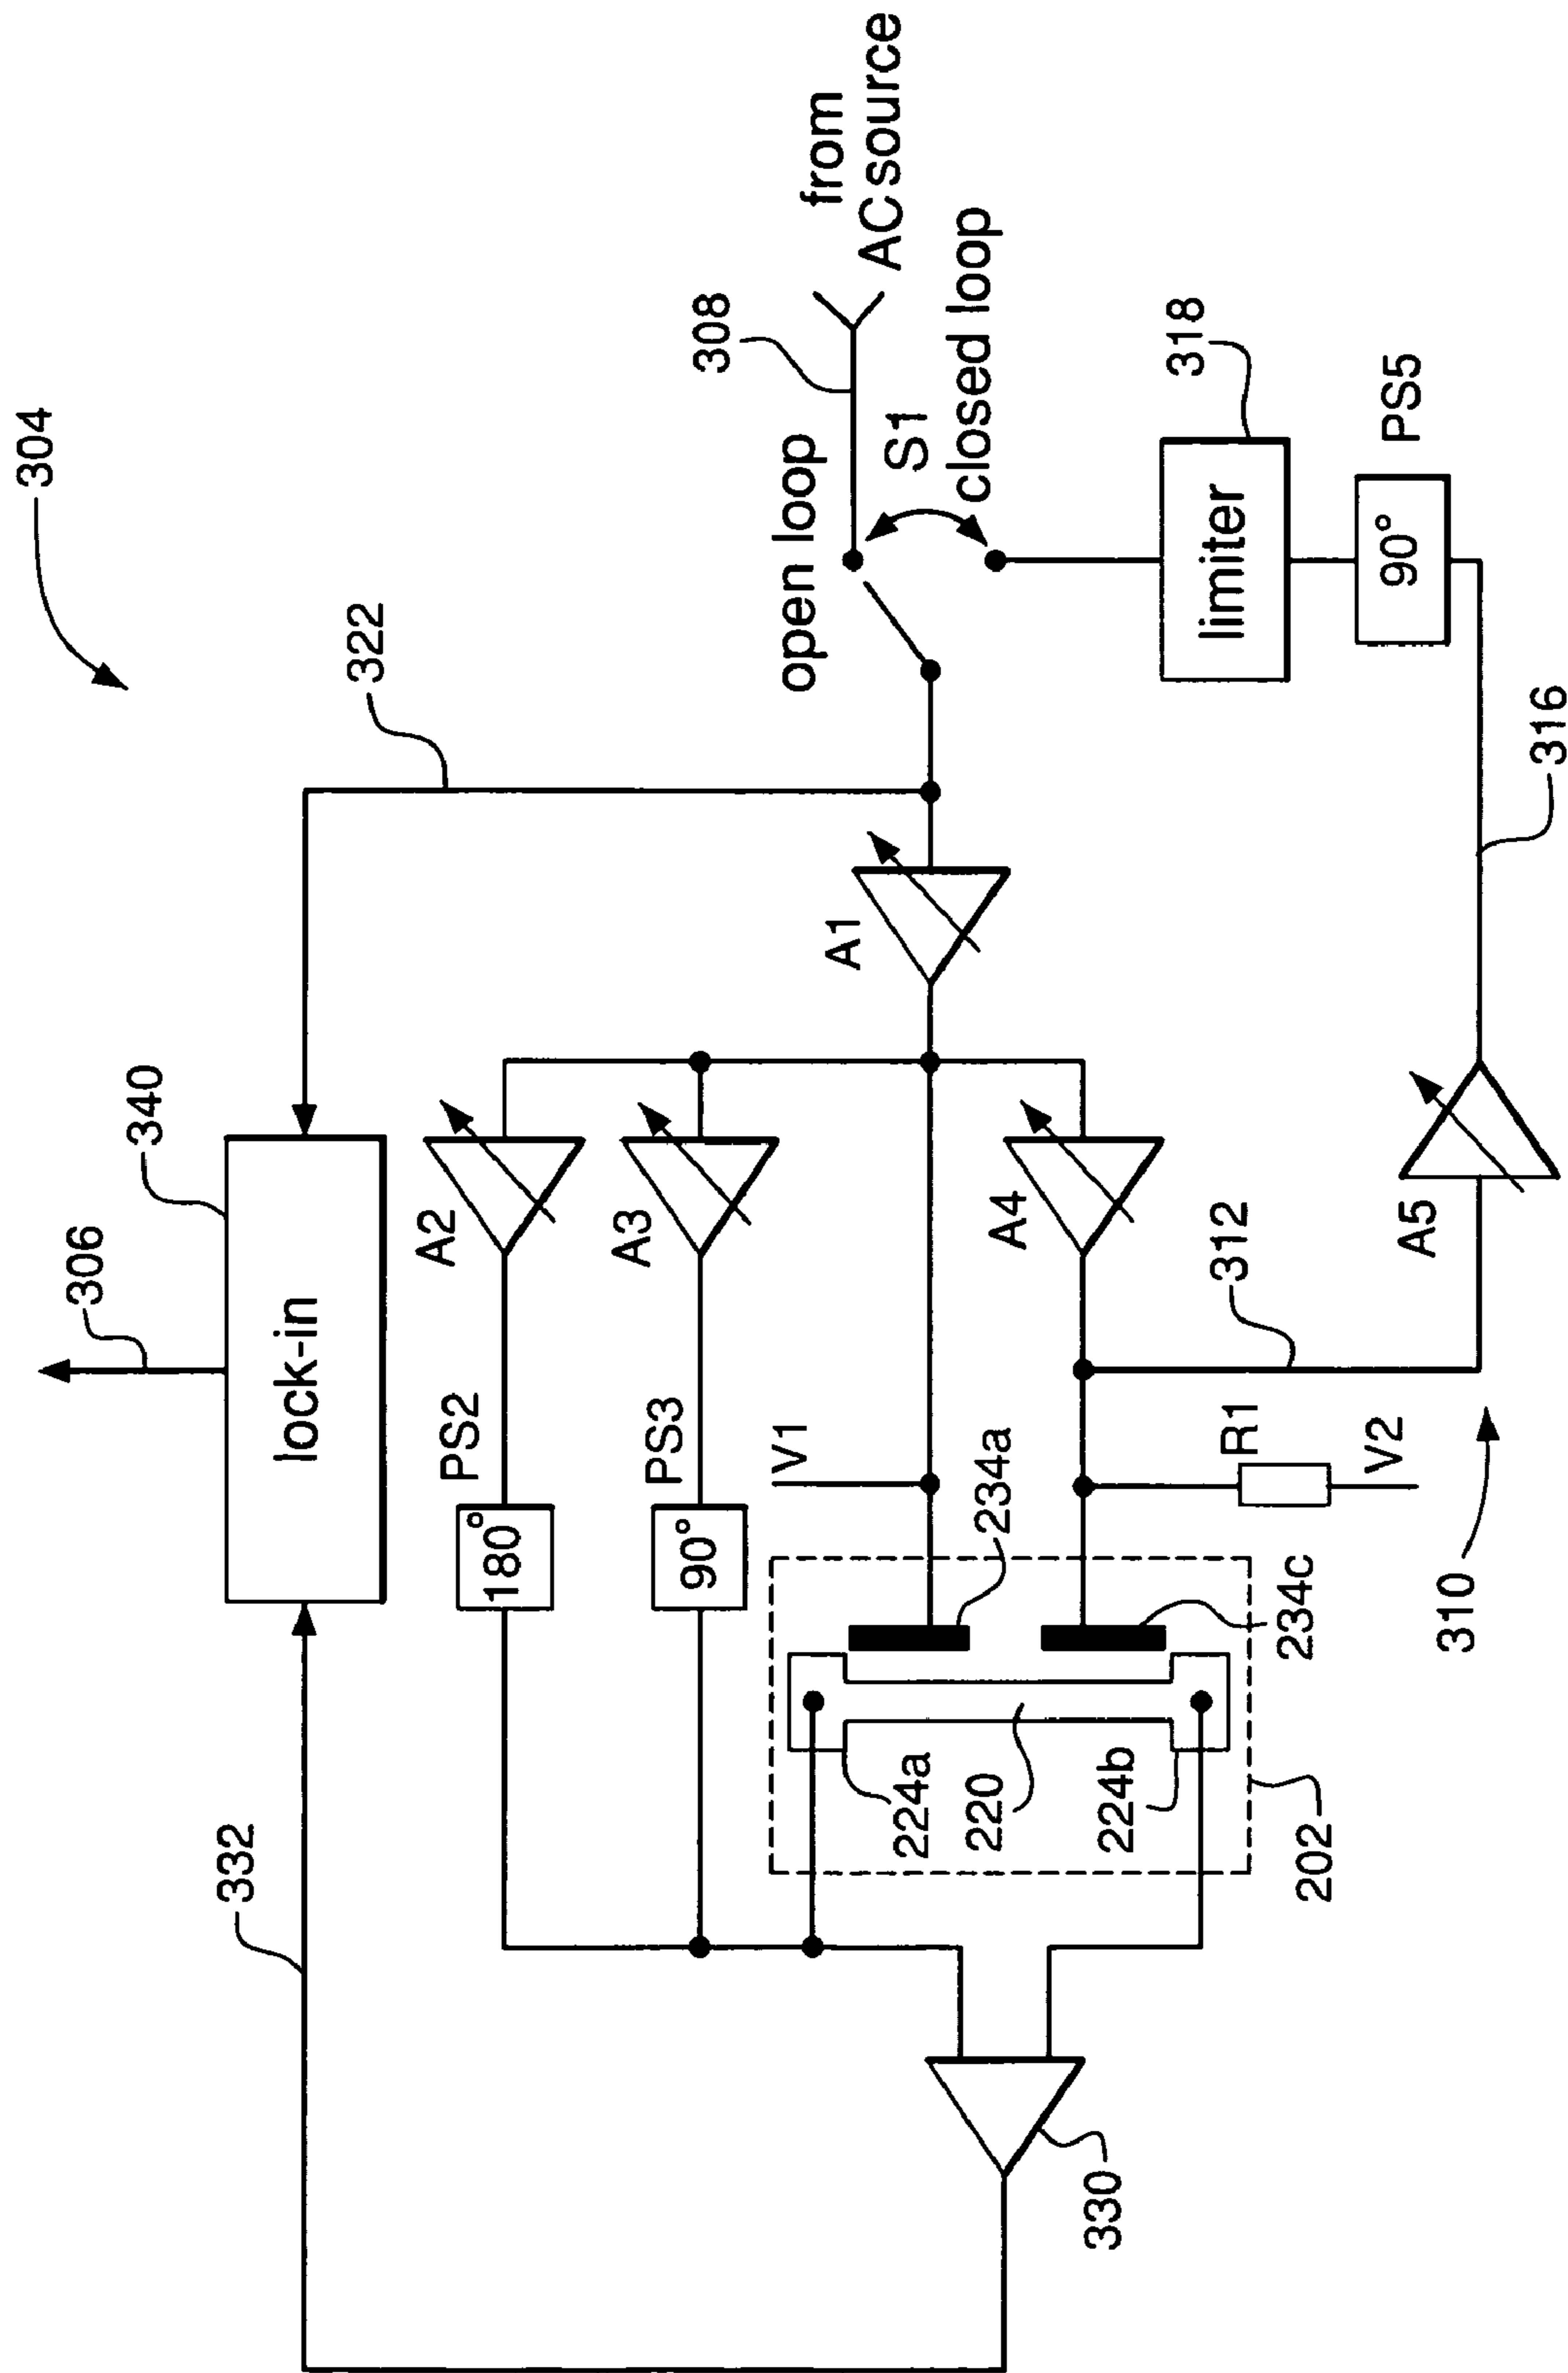 304
322
308
from
AC source
open loop
S1
closed loop
318
limiter
90°
PS5
316
340
306
lock-in
A1
A2
A3
A4
A5
312
PS2
180°
PS3
90°
V1
234a
R1
V2
234c
310
224a
220
224b
202
332
330